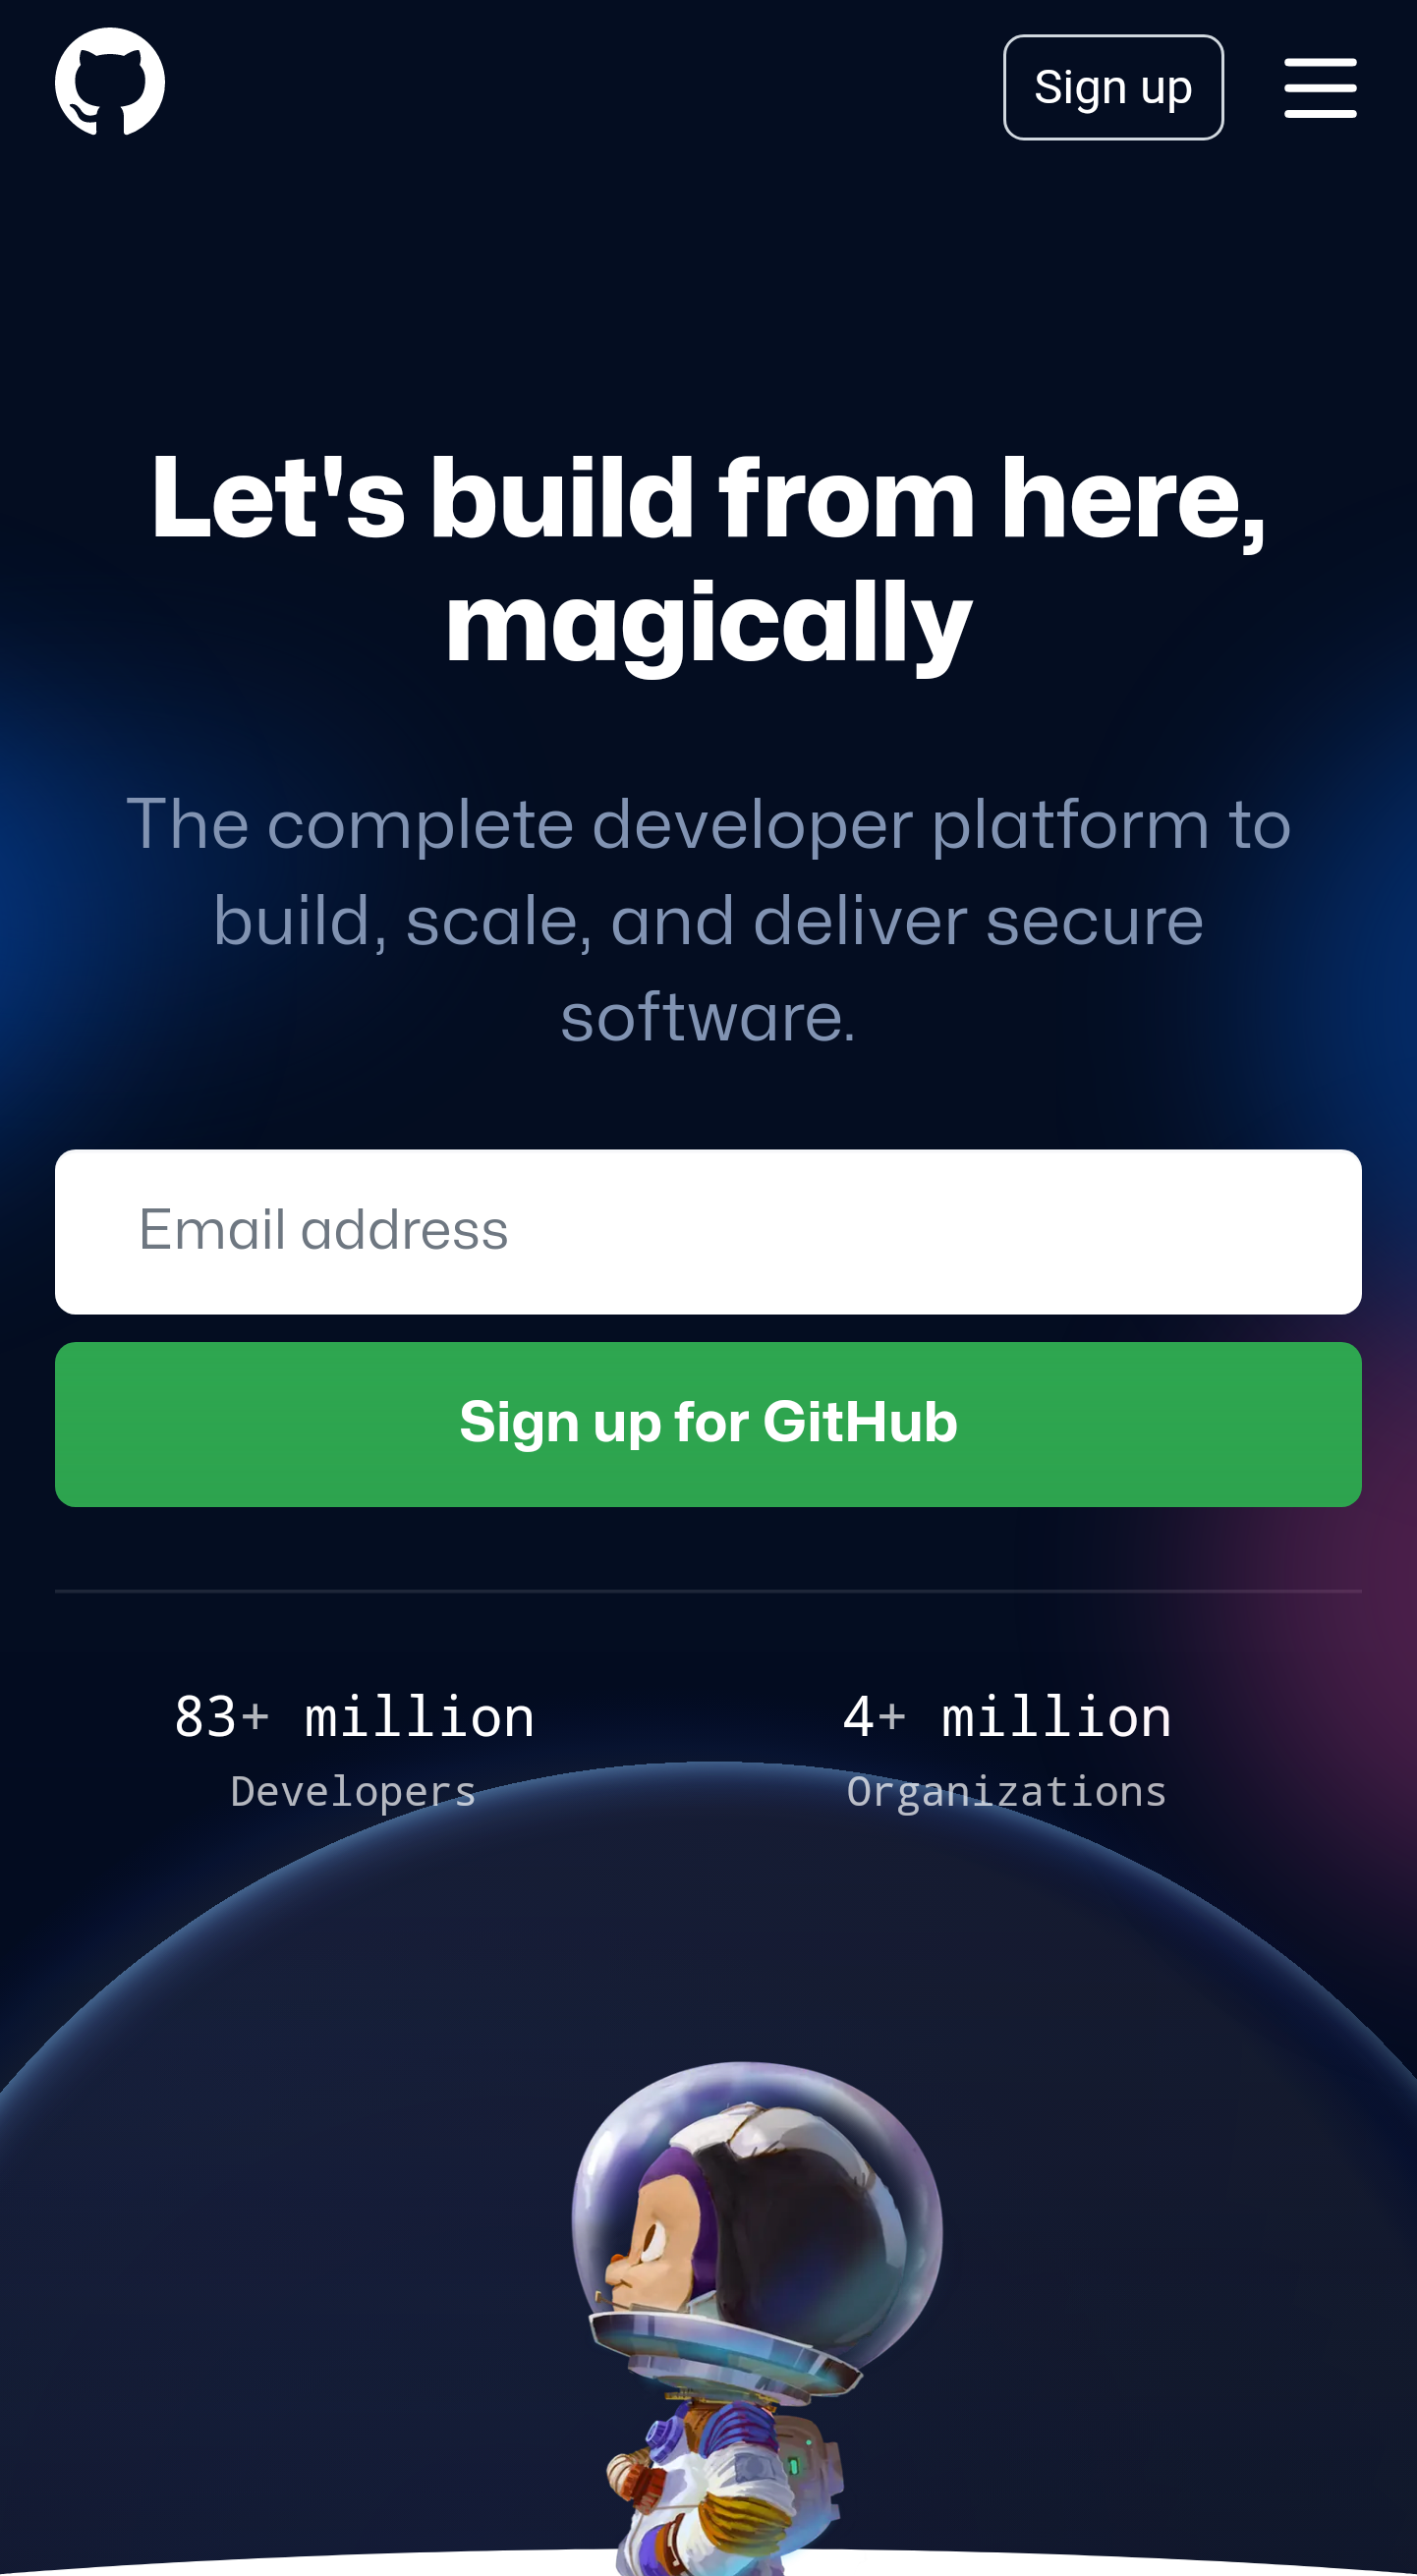 Sign up
Let's build from here,
magically
The complete developer platform to
build, scale, and deliver secure
software.
Email address
Sign up for GitHub
83+ million
Developers
4+ million
Organizations